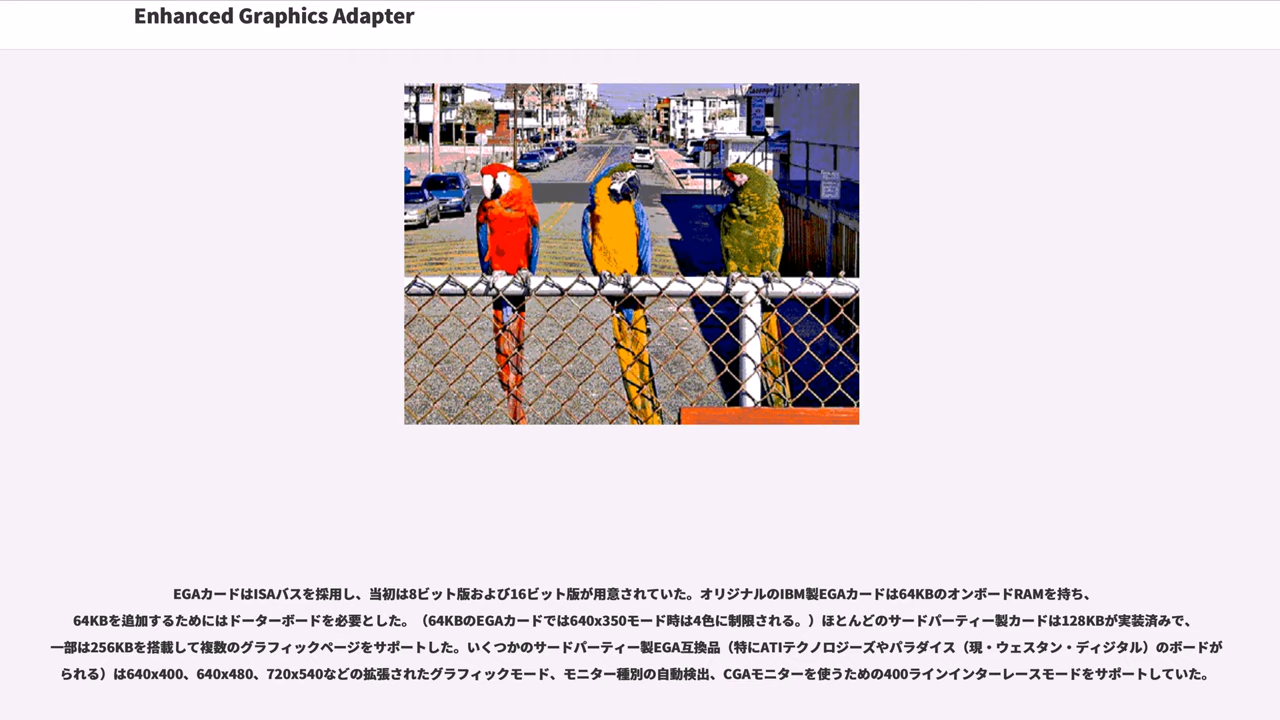 Enhanced Graphics Adapter
EGAカードはISAバスを採用し、当初は8ビット版および16ビット版が用意されていた。オリジナルのIBM製EGAカードは64KBのオンボードRAMを持ち、
64KBを追加するためにはドーターボードを必要とした。（64KBのEGAカードでは640x350モード時は4色に制限される。）ほとんどのサードパーティー製カードは128KBが実装済みで、
一部は256KBを搭載して複数のグラフィックページをサポートした。いくつかのサードパーティー製EGA互換品（特にATIテクノロジーズやパラダイス（現・ウェスタン・ディジタル）のボードが
られる）は640x400、640x480、720x540などの拡張されたグラフィックモード、モニター種別の自動検出、CGAモニターを使うための400ラインインターレースモードをサポートしていた。